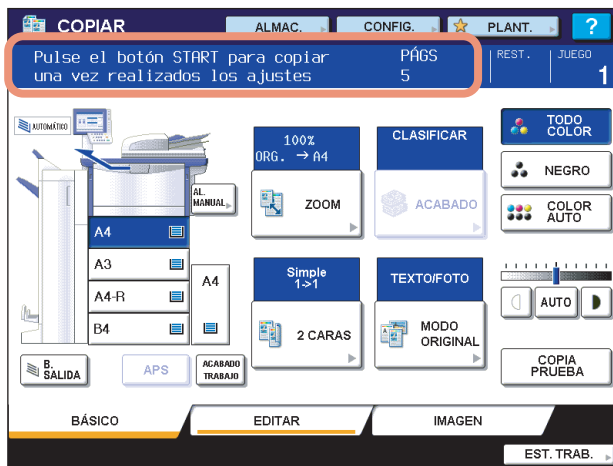 COPIAR
ALMAC.
CONFIG.
PLANT.
?
Pulse el botón START para copiar
una vez realizados los ajustes
PÁGS
5
REST.
JUEGO
1
AUTOMÁTICO
AL.
MANUAL
A4
A3
A4-R
B4
A4
B.
SALIDA
APS
ACABADO
TRABAJO
100%
ORG. → A4
ZOOM
CLASIFICAR
ACABADO
Simple
1->1
2 CARAS
TEXTO/FOTO
MODO
ORIGINAL
TODO
COLOR
NEGRO
COLOR
AUTO
AUTO
COPIA
PRUEBA
BÁSICO
EDITAR
IMAGEN
EST. TRAB.